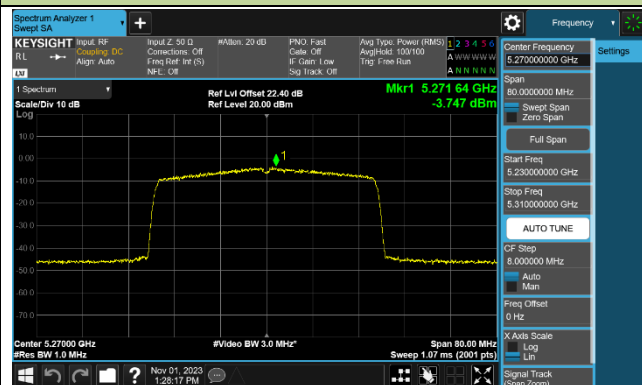 Spectrum Analyzer 1
Swept SA
Frequency
KEYSIGHT
RL
LXI
Input: RF
Coupling: DC
Align: Auto
Input Z: 50 Ω
Corrections: Off
Freq Ref: Int (S)
NFE: Off
#Atten: 20 dB
PNO: Fast
Gate: Off
IF Gain: Low
Sig Track: Off
Avg Type: Power (RMS)
Avg|Hold: 100/100
Trig: Free Run
1 2 3 4 5 6
A W W W W W
A N N N N N
Center Frequency
5.270000000 GHz
Settings
Span
80.0000000 MHz
Swept Span
Zero Span
Full Span
Start Freq
5.230000000 GHz
Stop Freq
5.310000000 GHz
AUTO TUNE
CF Step
8.000000 MHz
Auto
Man
Freq Offset
0 Hz
X Axis Scale
Log
Lin
Signal Track
(Span Zoom)
1 Spectrum
Scale/Div 10 dB
Log
Ref Lvl Offset 22.40 dB
Ref Level 20.00 dBm
Mkr1 5.271 64 GHz
-3.747 dBm
10.0
0.00
-10.0
-20.0
-30.0
-40.0
-50.0
-60.0
-70.0
1
Center 5.27000 GHz
#Res BW 1.0 MHz
#Video BW 3.0 MHz*
Span 80.00 MHz
Sweep 1.07 ms (2001 pts)
Nov 01, 2023
1:28:17 PM